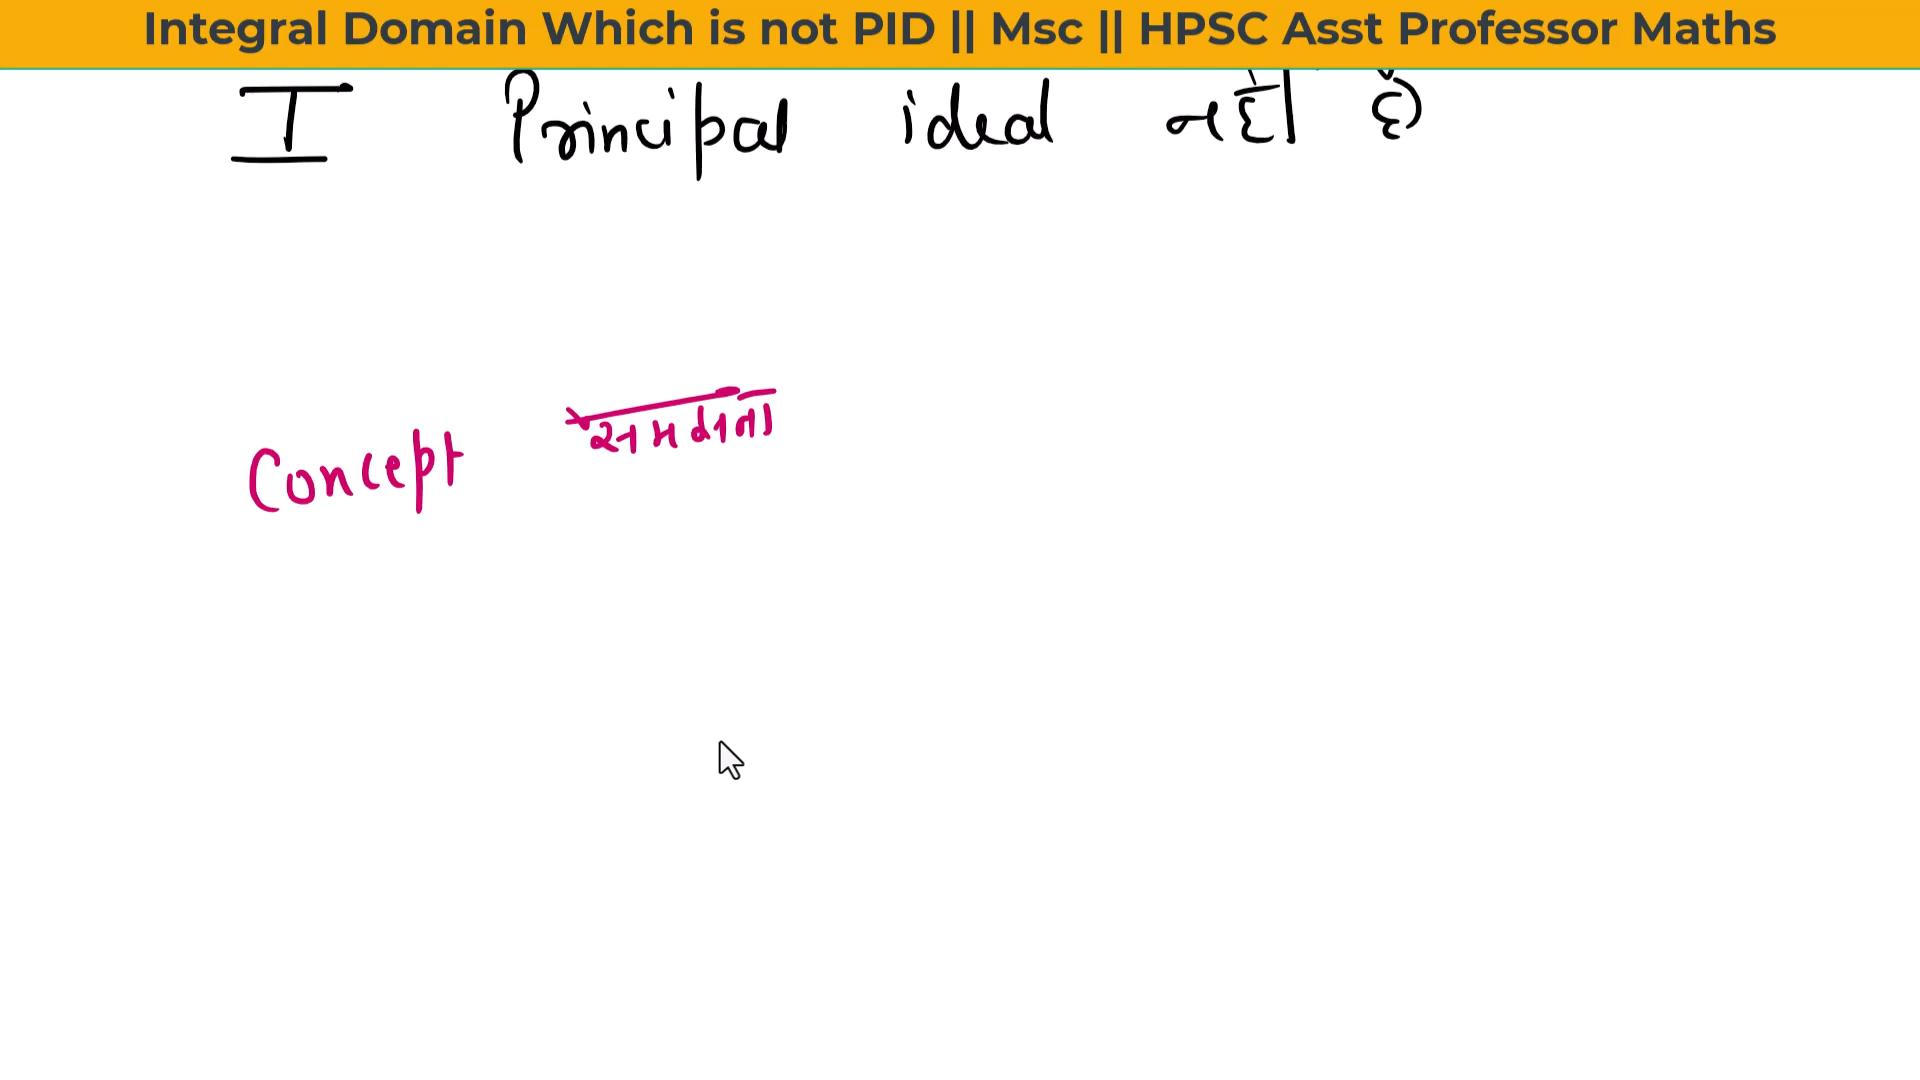 Integral Domain Which is not PID || Msc || HPSC Asst Professor Maths
I Principal ideal नहीं है
Concept समझना